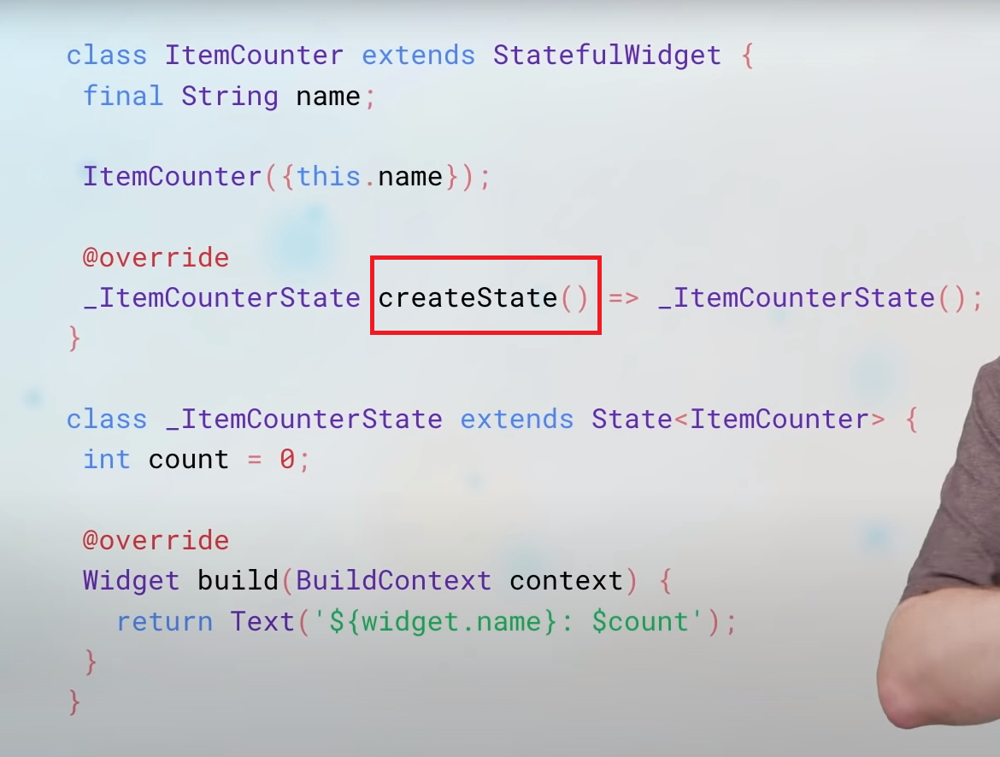 class ItemCounter extends StatefulWidget {
final String name;
ItemCounter({this.name});
@override
_ItemCounterState createState() => _ItemCounterState();
}
class _ItemCounterState extends State<ItemCounter> {
int count = 0;
@override
Widget build(BuildContext context) {
return Text('${widget.name}: $count');
}
}